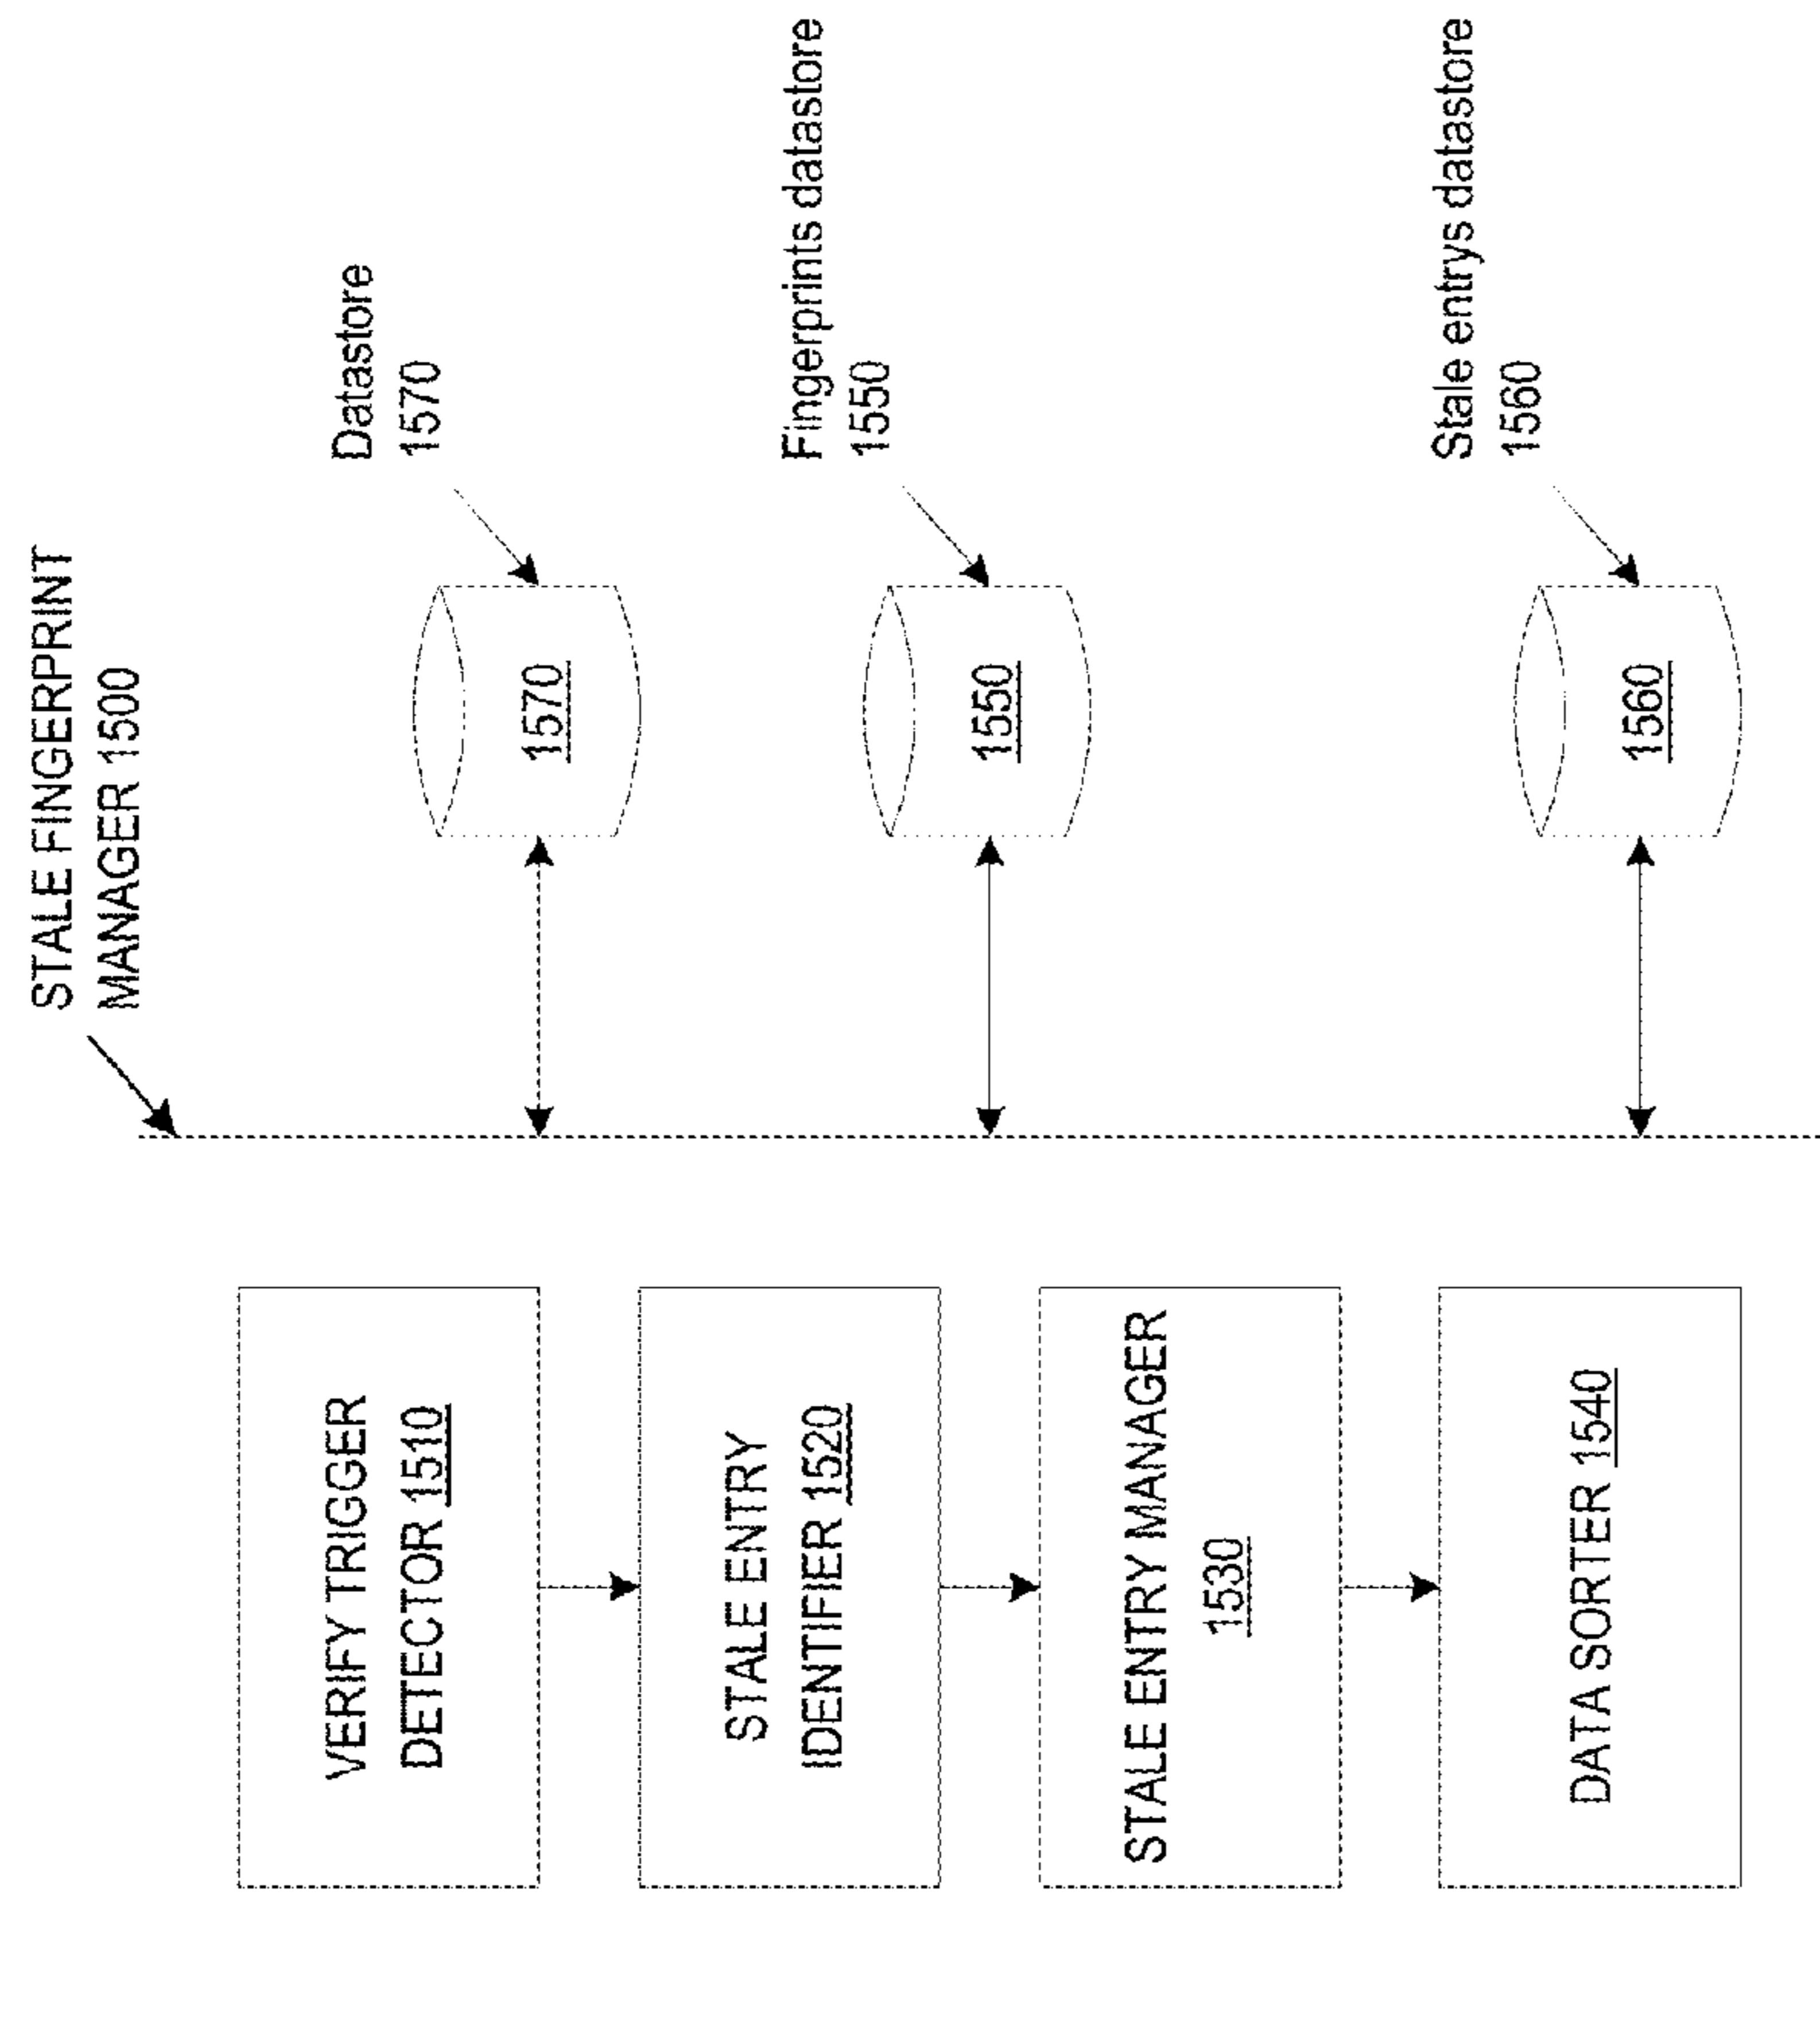 STALE FINGERPRINT
MANAGER 1500
VERIFY TRIGGER
DETECTOR 1510
STALE ENTRY
IDENTIFIER 1520
STALE ENTRY MANAGER
1530
DATA SORTER 1540
Datastore
1570
1570
Fingerprints datastore
1550
1550
Stale entrys datastore
1560
1560